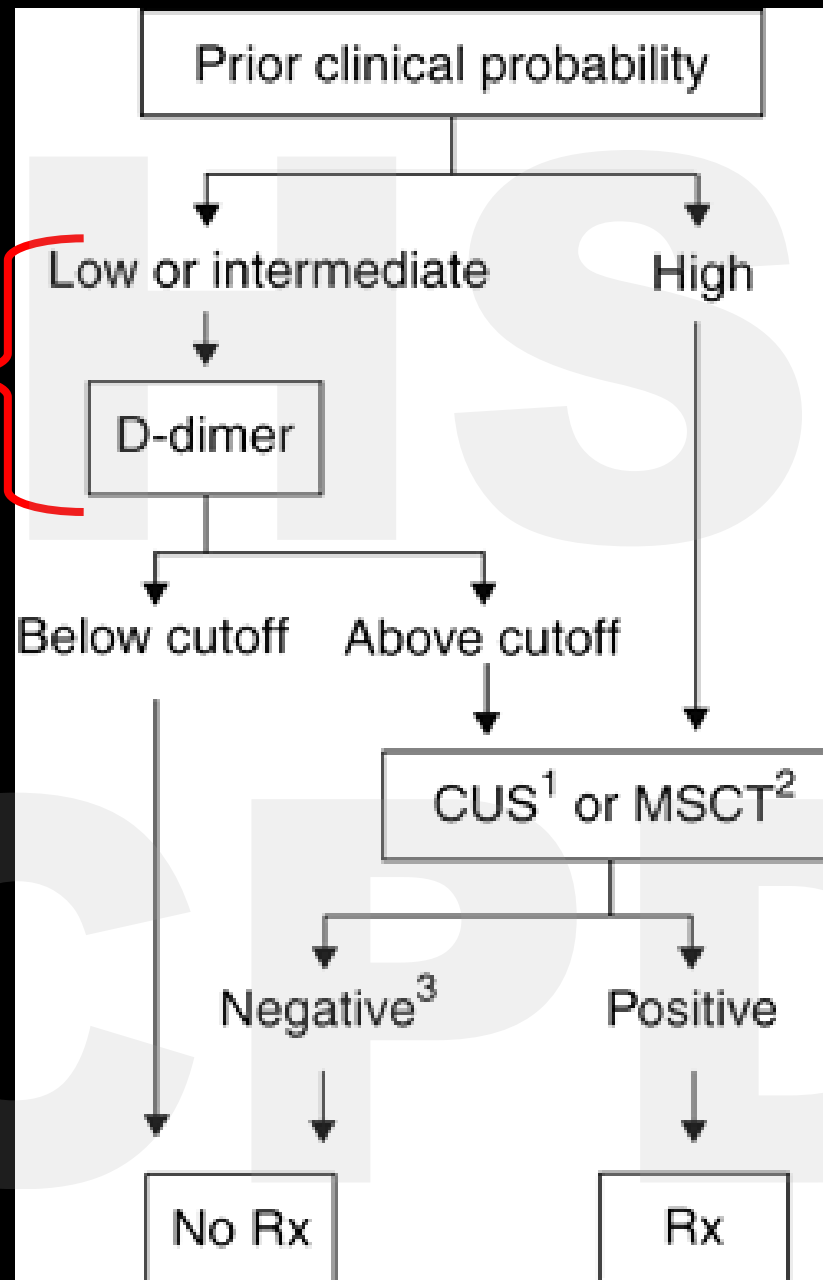 Prior clinical probability
Low or intermediate
High
D-dimer
Below cutoff
Above cutoff
CUS¹ or MSCT²
Negative³
Positive
No Rx
Rx